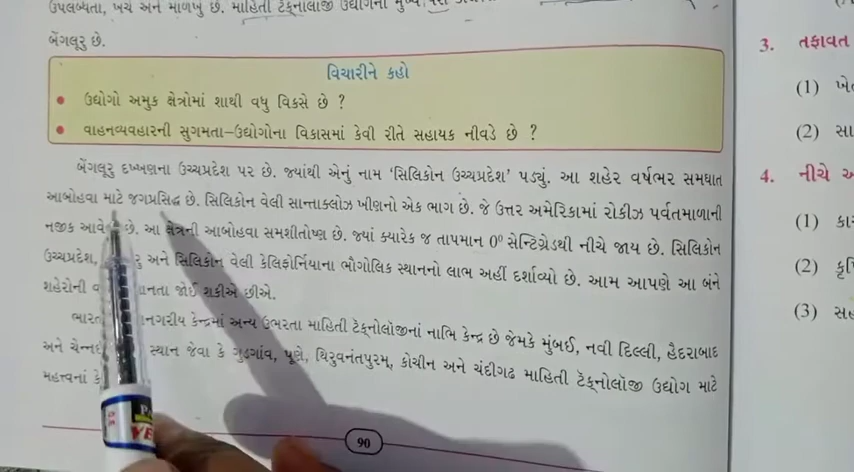 ઉપલબ્ધતા, ખર્ચ અને માળખું છે. માહિતી ટેક્નોલૉજી ઉદ્યોગના મુખ્ય
બેંગલૂરુ છે.
વિચારીને કહો
• ઉદ્યોગો અમુક ક્ષેત્રોમાં શાથી વધુ વિકસે છે ?
• વાહનવ્યવહારની સુગમતા–ઉદ્યોગોના વિકાસમાં કેવી રીતે સહાયક નીવડે છે ?
બેંગલૂરુ દખ્ખણના ઉચ્ચપ્રદેશ પર છે. જ્યાંથી એનું નામ ‘સિલિકોન ઉચ્ચપ્રદેશ’ પડ્યું. આ શહેર વર્ષભર સમઘાત
આબોહવા માટે જગપ્રસિદ્ધ છે. સિલિકોન વેલી સાન્તાક્લોઝ ખીણનો એક ભાગ છે. જે ઉત્તર અમેરિકામાં રોકીઝ પર્વતમાળાની
નજીક આવે છે. આ ક્ષેત્રની આબોહવા સમશીતોષ્ણ છે. જ્યાં ક્યારેક જ તાપમાન 0° સેન્ટિગ્રેડથી નીચે જાય છે. સિલિકોન
ઉચ્ચપ્રદેશ, અને સિલિકોન વેલી કેલિફોર્નિયાના ભૌગોલિક સ્થાનનો લાભ અહીં દર્શાવ્યો છે. આમ આપણે આ બંને
શહેરોની જોઈ શકીએ છીએ.
કેન્દ્રમાં અન્ય ઉભરતા માહિતી ટેક્નોલૉજીનાં નાભિ કેન્દ્ર છે જેમકે મુંબઈ, નવી દિલ્લી, હૈદરાબાદ
અને સ્થાન જેવા કે ગુડગાંવ, પૂણે, થિરુવનંતપુરમ્, કોચીન અને ચંદીગઢ માહિતી ટૅક્નોલૉજી ઉદ્યોગ માટે
મહત્ત્વનાં
90
3. તફાવત
(1)
(2)
4. નીચે
(1)
(2)
(3)